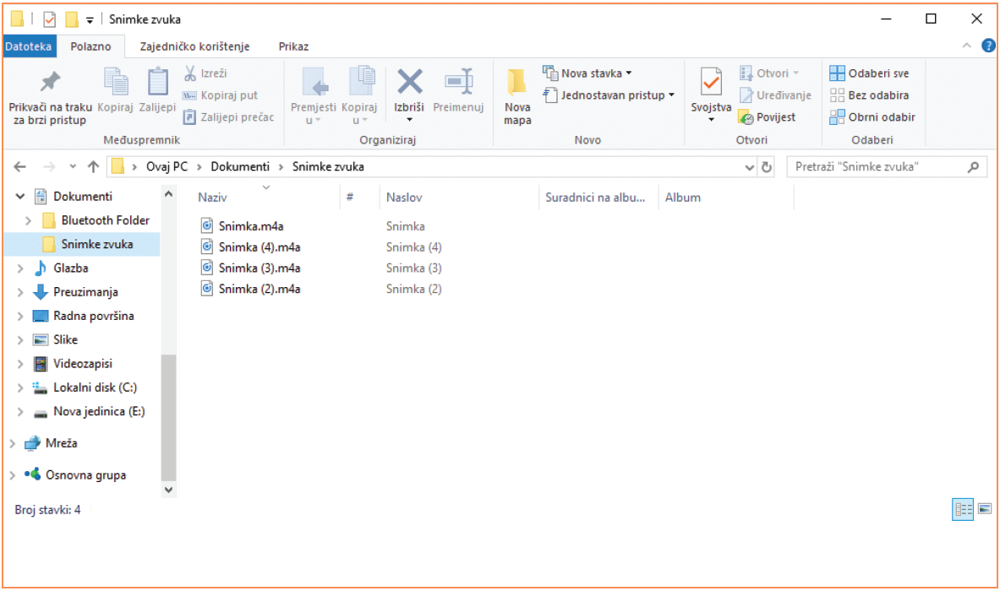 Snimke zvuka
Datoteka Polazno Zajedničko korištenje Prikaz
Prikvači na traku za brzi pristup
Kopiraj
Zalijepi
Izreži
Kopiraj put
Zalijepi prečac
Međuspremnik
Premjesti u
Kopiraj u
Izbriši
Preimenuj
Organiziraj
Nova mapa
Nova stavka
Jednostavan pristup
Novo
Svojstva
Otvori
Uređivanje
Povijest
Otvori
Odaberi sve
Bez odabira
Obrni odabir
Odaberi
Ovaj PC > Dokumenti > Snimke zvuka
Pretraži "Snimke zvuka"
Dokumenti
Bluetooth Folder
Snimke zvuka
Glazba
Preuzimanja
Radna površina
Slike
Videozapisi
Lokalni disk (C:)
Nova jedinica (E:)
Mreža
Osnovna grupa
Naziv # Naslov Suradnici na albu... Album
Snimka.m4a Snimka
Snimka (4).m4a Snimka (4)
Snimka (3).m4a Snimka (3)
Snimka (2).m4a Snimka (2)
Broj stavki: 4